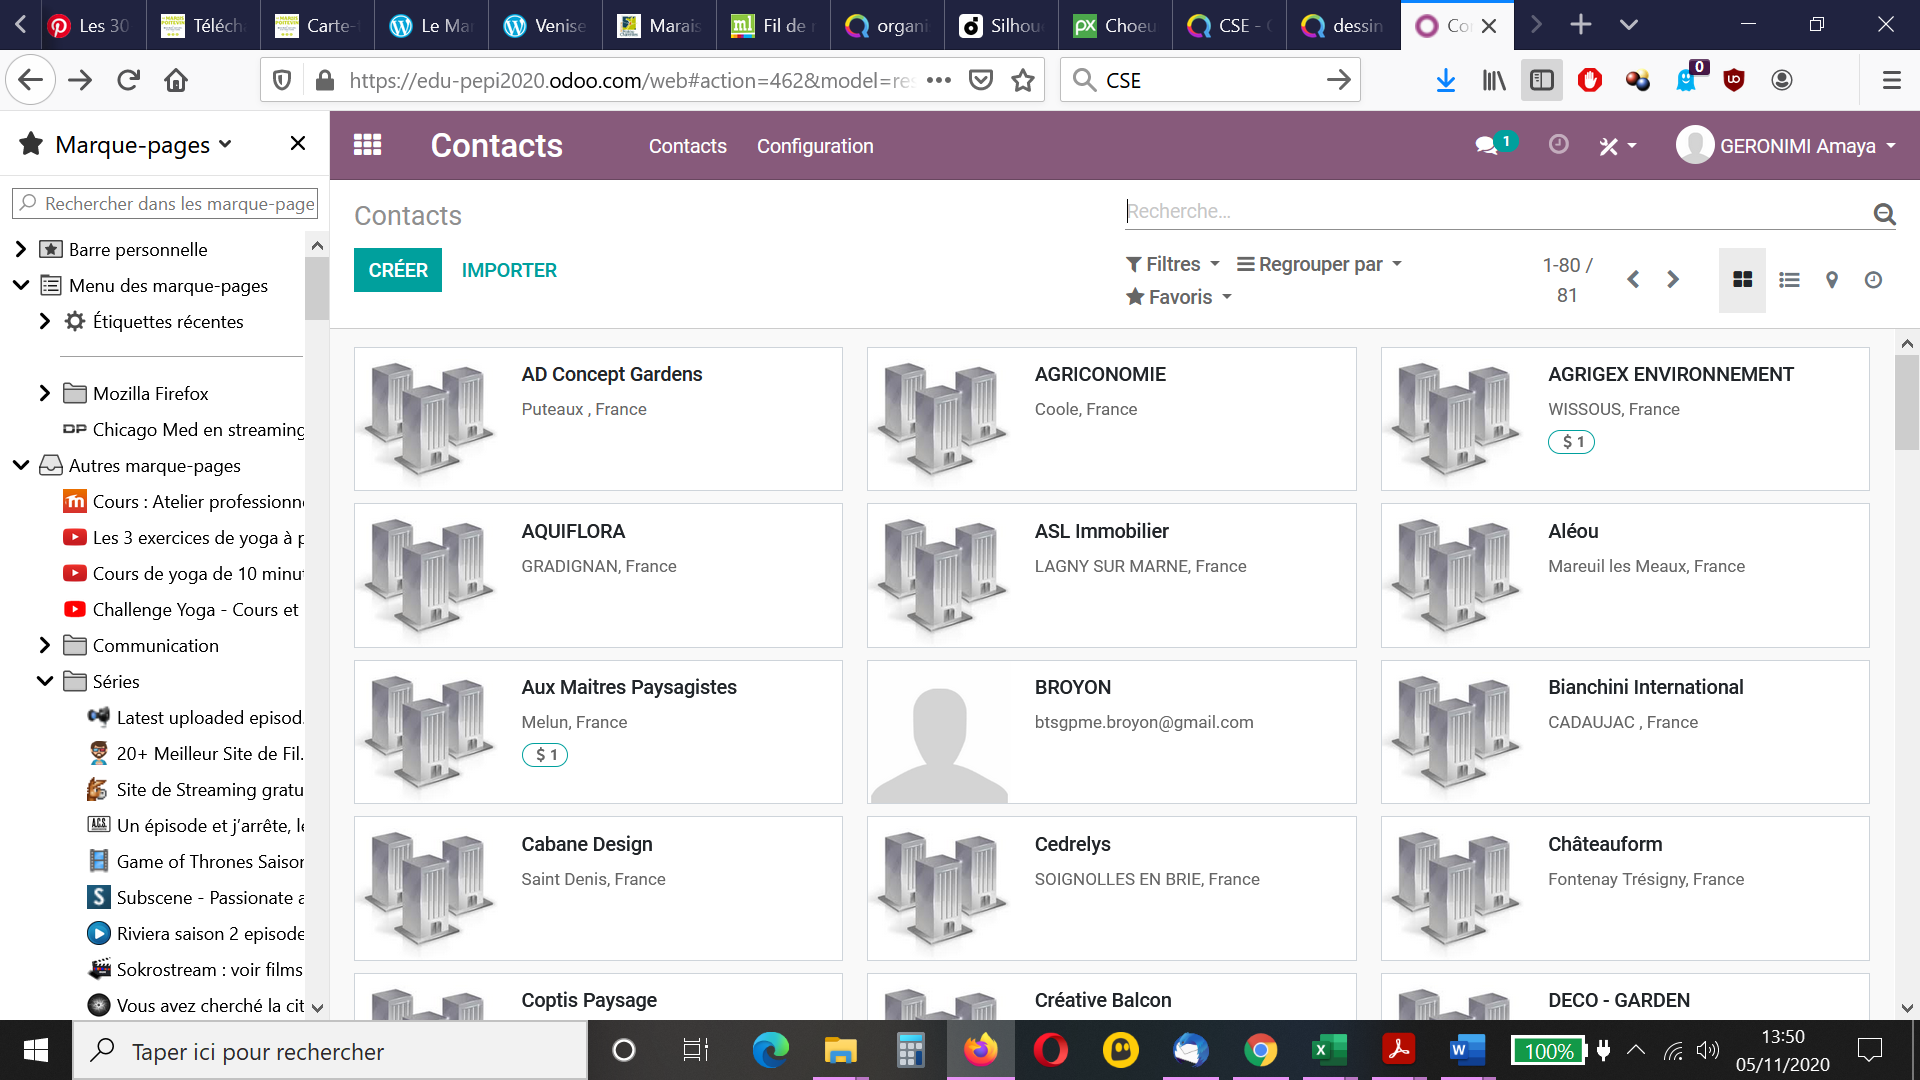 Les 30
Téléch
Carte-
Le Mar
Venise
Marais
Fil de
organi
Silhou
Choeu
CSE -
dessin
Co
https://edu-pepi2020.odoo.com/web#action=462&model=res
CSE
0
Marque-pages
Rechercher dans les marque-page
Barre personnelle
Menu des marque-pages
Étiquettes récentes
Mozilla Firefox
Chicago Med en streaming
Autres marque-pages
Cours : Atelier professionn
Les 3 exercices de yoga à p
Cours de yoga de 10 minut
Challenge Yoga - Cours et
Communication
Séries
Latest uploaded episod.
20+ Meilleur Site de Fil.
Site de Streaming gratu
Un épisode et j'arrête, le
Game of Thrones Saisor
Subscene - Passionate a
Riviera saison 2 episode
Sokrostream : voir films
Vous avez cherché la cit
Contacts
Contacts
Configuration
1
GERONIMI Amaya
Contacts
Recherche...
CRÉER
IMPORTER
Filtres
Regrouper par
Favoris
1-80 /
81
AD Concept Gardens
Puteaux , France
AGRICONOMIE
Coole, France
AGRIGEX ENVIRONNEMENT
WISSOUS, France
$ 1
AQUIFLORA
GRADIGNAN, France
ASL Immobilier
LAGNY SUR MARNE, France
Aléou
Mareuil les Meaux, France
Aux Maitres Paysagistes
Melun, France
$ 1
BROYON
btsgpme.broyon@gmail.com
Bianchini International
CADAUJAC , France
Cabane Design
Saint Denis, France
Cedrelys
SOIGNOLLES EN BRIE, France
Châteauform
Fontenay Trésigny, France
Coptis Paysage
Créative Balcon
DECO - GARDEN
Taper ici pour rechercher
100%
13:50
05/11/2020